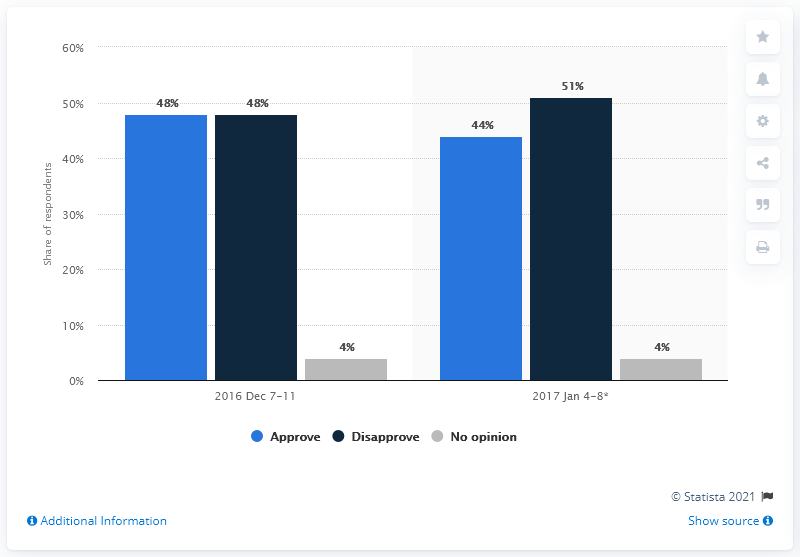 60%
50%
40%
30%
20%
10%
0%
Share of respondents
48%
48%
4%
44%
51%
4%
2016 Dec 7-11
2017 Jan 4-8*
Approve
Disapprove
No opinion
© Statista 2021
Additional Information
Show source